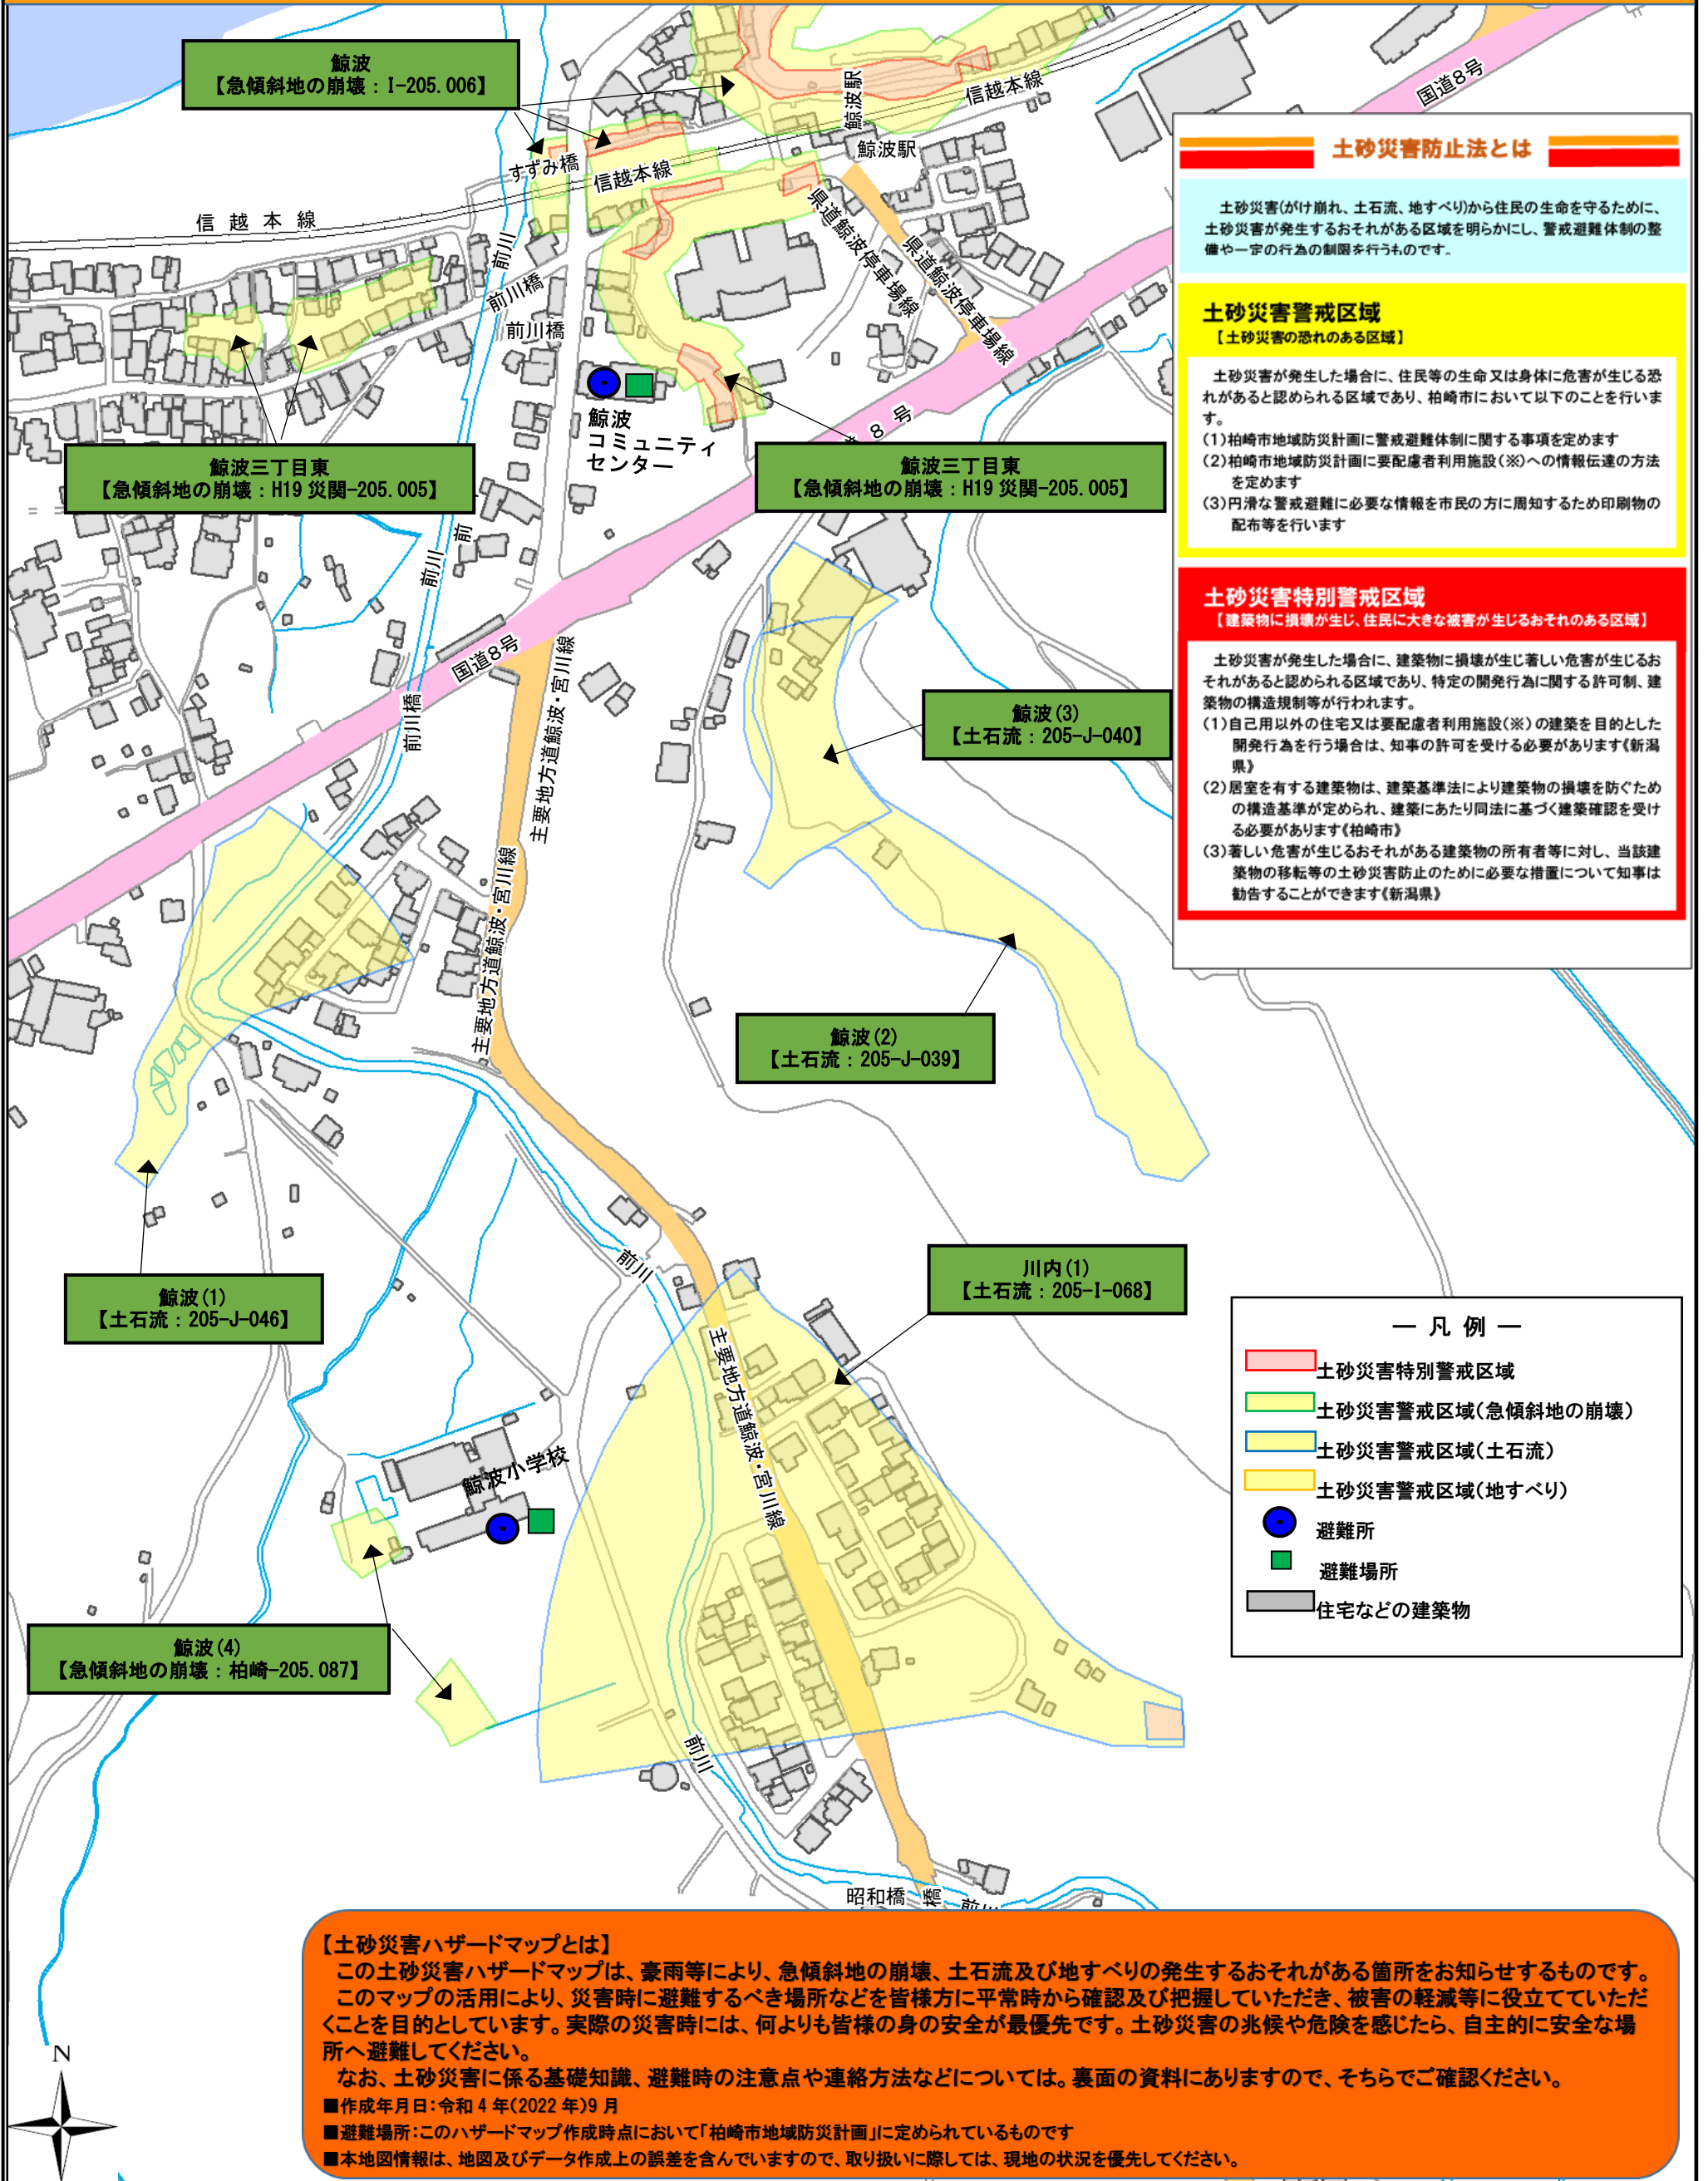 鯨波
【急傾斜地の崩壊：I-205.006】
国道8号
信越本線
鯨波駅
鯨波駅
すずみ橋
信越本線
信越本線
県道鯨波停車場線
県道鯨波停車場線
前川
前川橋
前川橋
鯨波
コミュニティ
センター
8号
鯨波三丁目東
【急傾斜地の崩壊：H19災関-205.005】
鯨波三丁目東
【急傾斜地の崩壊：H19災関-205.005】
前
前川
国道8号
前川橋
主要地方道鯨波・宮川線
主要地方道鯨波・宮川線
鯨波(3)
【土石流：205-J-040】
鯨波(2)
【土石流：205-J-039】
鯨波(1)
【土石流：205-J-046】
前川
川内(1)
【土石流：205-I-068】
主要地方道鯨波・宮川線
鯨波小学校
鯨波(4)
【急傾斜地の崩壊：柏崎-205.087】
前川
昭和橋
橋
前川
土砂災害防止法とは
土砂災害(がけ崩れ、土石流、地すべり)から住民の生命を守るために、
土砂災害が発生するおそれがある区域を明らかにし、警戒避難体制の整
備や一定の行為の制限を行うものです。
土砂災害警戒区域
【土砂災害の恐れのある区域】
土砂災害が発生した場合に、住民等の生命又は身体に危害が生じる恐
れがあると認められる区域であり、柏崎市において以下のことを行いま
す。
(1)柏崎市地域防災計画に警戒避難体制に関する事項を定めます
(2)柏崎市地域防災計画に要配慮者利用施設(※)への情報伝達の方法
を定めます
(3)円滑な警戒避難に必要な情報を市民の方に周知するため印刷物の
配布等を行います
土砂災害特別警戒区域
【建築物に損壊が生じ、住民に大きな被害が生じるおそれのある区域】
土砂災害が発生した場合に、建築物に損壊が生じ著しい危害が生じるお
それがあると認められる区域であり、特定の開発行為に関する許可制、建
築物の構造規制等が行われます。
(1)自己用以外の住宅又は要配慮者利用施設(※)の建築を目的とした
開発行為を行う場合は、知事の許可を受ける必要があります《新潟
県》
(2)居室を有する建築物は、建築基準法により建築物の損壊を防ぐため
の構造基準が定められ、建築にあたり同法に基づく建築確認を受け
る必要があります《柏崎市》
(3)著しい危害が生じるおそれがある建築物の所有者等に対し、当該建
築物の移転等の土砂災害防止のために必要な措置について知事は
勧告することができます《新潟県》
― 凡 例 ―
土砂災害特別警戒区域
土砂災害警戒区域(急傾斜地の崩壊)
土砂災害警戒区域(土石流)
土砂災害警戒区域(地すべり)
避難所
避難場所
住宅などの建築物
【土砂災害ハザードマップとは】
この土砂災害ハザードマップは、豪雨等により、急傾斜地の崩壊、土石流及び地すべりの発生するおそれがある箇所をお知らせするものです。
このマップの活用により、災害時に避難するべき場所などを皆様方に平常時から確認及び把握していただき、被害の軽減等に役立てていただ
くことを目的としています。実際の災害時には、何よりも皆様の身の安全が最優先です。土砂災害の兆候や危険を感じたら、自主的に安全な場
所へ避難してください。
なお、土砂災害に係る基礎知識、避難時の注意点や連絡方法などについては。裏面の資料にありますので、そちらでご確認ください。
■作成年月日：令和4年(2022年)9月
■避難場所：このハザードマップ作成時点において「柏崎市地域防災計画」に定められているものです
■本地図情報は、地図及びデータ作成上の誤差を含んでいますので、取り扱いに際しては、現地の状況を優先してください。
N